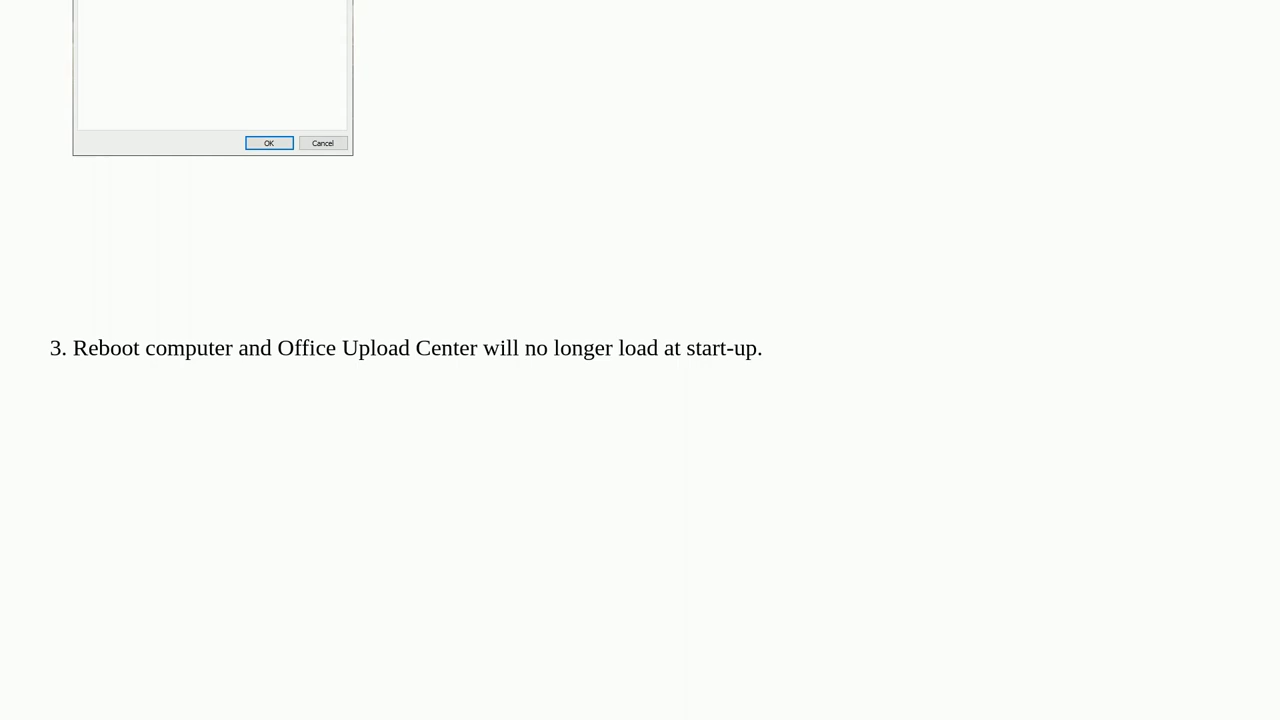 OK
Cancel
3. Reboot computer and Office Upload Center will no longer load at start-up.